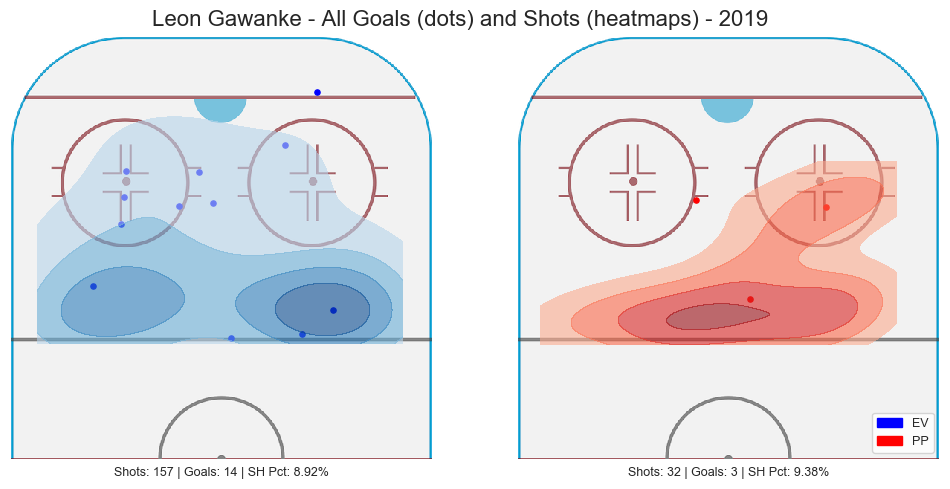 Leon Gawanke - All Goals (dots) and Shots (heatmaps) - 2019
EV
PP
Shots: 157 | Goals: 14 | SH Pct: 8.92%
Shots: 32 | Goals: 3 | SH Pct: 9.38%